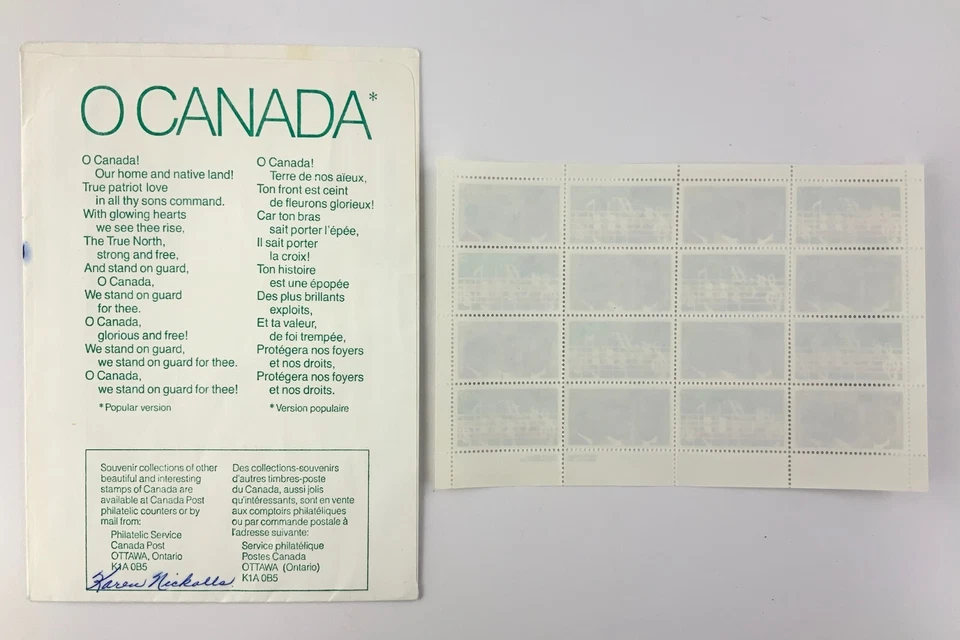 O CANADA*
O Canada!
Our home and native land!
True patriot love
in all thy sons command.
With glowing hearts
we see thee rise,
The True North,
strong and free,
And stand on guard,
O Canada,
We stand on guard
for thee.
O Canada,
glorious and free!
We stand on guard,
we stand on guard for thee.
O Canada,
we stand on guard for thee!
*Popular version
O Canada!
Terre de nos aïeux,
Ton front est ceint
de fleurons glorieux!
Car ton bras
sait porter l'épée,
Il sait porter
la croix!
Ton histoire
est une épopée
Des plus brillants
exploits,
Et ta valeur,
de foi trempée,
Protégera nos foyers
et nos droits,
Protégera nos foyers
et nos droits.
*Version populaire
Souvenir collections of other
beautiful and interesting
stamps of Canada are
available at Canada Post
philatelic counters or by
mail from:
Philatelic Service
Canada Post
OTTAWA, Ontario
K1A 0B5
Des collections-souvenirs
d'autres timbres-poste
du Canada, aussi jolis
qu'intéressants, sont en vente
aux comptoirs philatéliques
ou par commande postale à
l'adresse suivante:
Service philatélique
Postes Canada
OTTAWA (Ontario)
K1A 0B5
Karen Nickolls